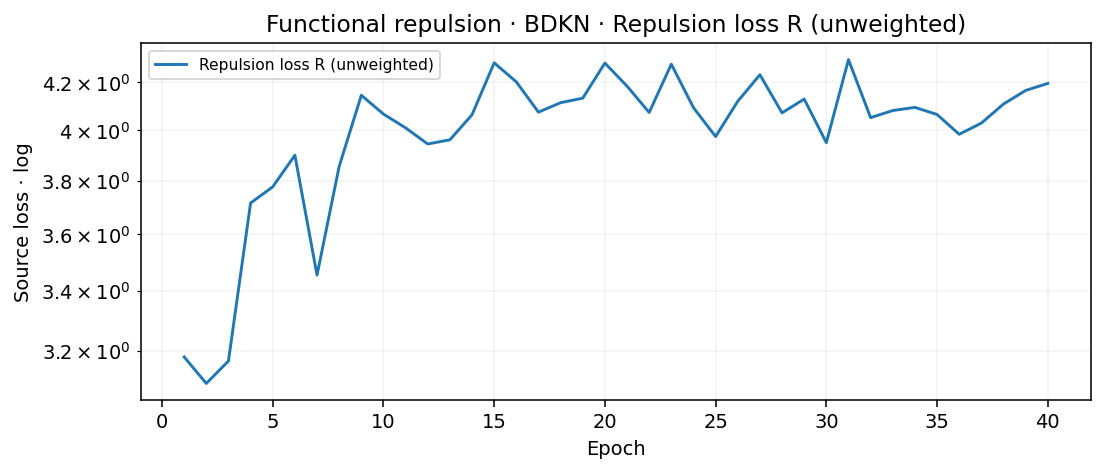 Functional repulsion · BDKN · Repulsion loss R (unweighted)
Repulsion loss R (unweighted)
Source loss · log
4.2 × 10⁰
4 × 10⁰
3.8 × 10⁰
3.6 × 10⁰
3.4 × 10⁰
3.2 × 10⁰
0 5 10 15 20 25 30 35 40
Epoch